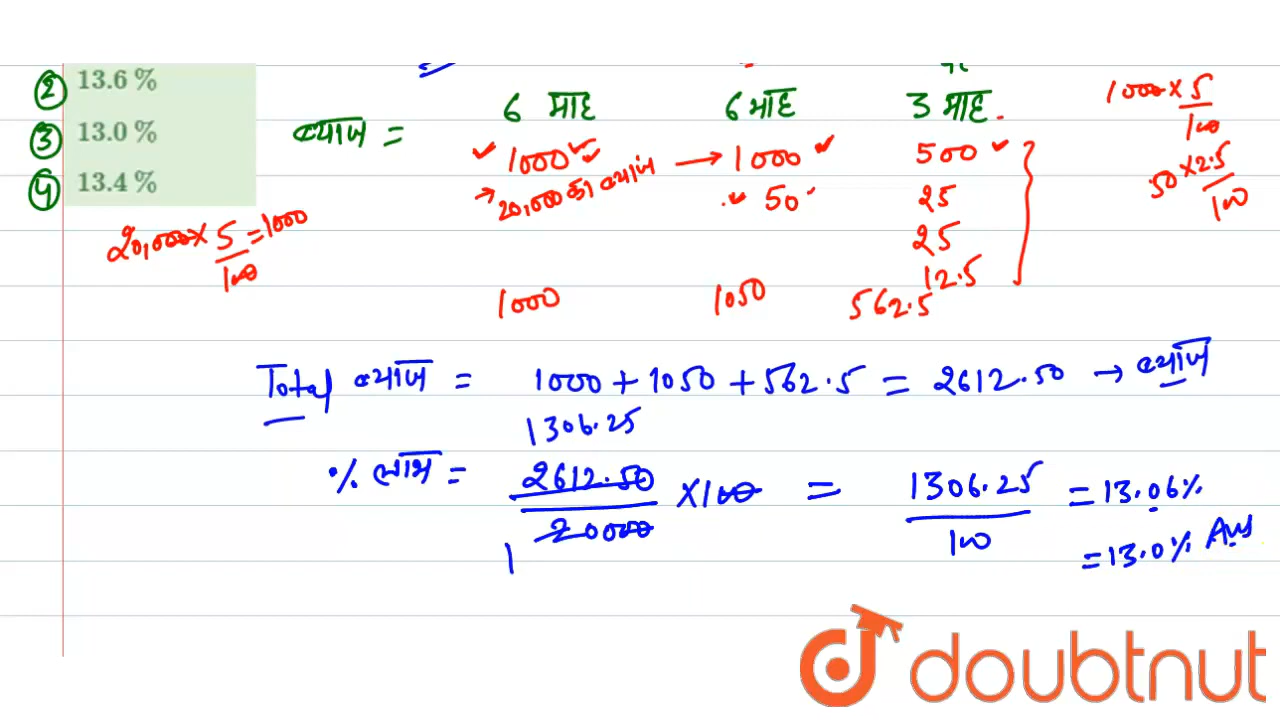 ② 13.6 %
③ 13.0 %
④ 13.4 %
ब्याज =
6 माह 6 माह 3 माह
1000 → 1000 500
→ 20,000 का ब्याज
50 25
25
12.5
1000 1050 562.5
20,000 × 5/100 = 1000
1000 × 5/100
50 × 2.5/100
Total ब्याज = 1000 + 1050 + 562.5 = 2612.50 → ब्याज
1306.25
% लाभ = 2612.50/20000 × 100 = 1306.25/100 = 13.06%
1
= 13.0% Ans
doubtnut